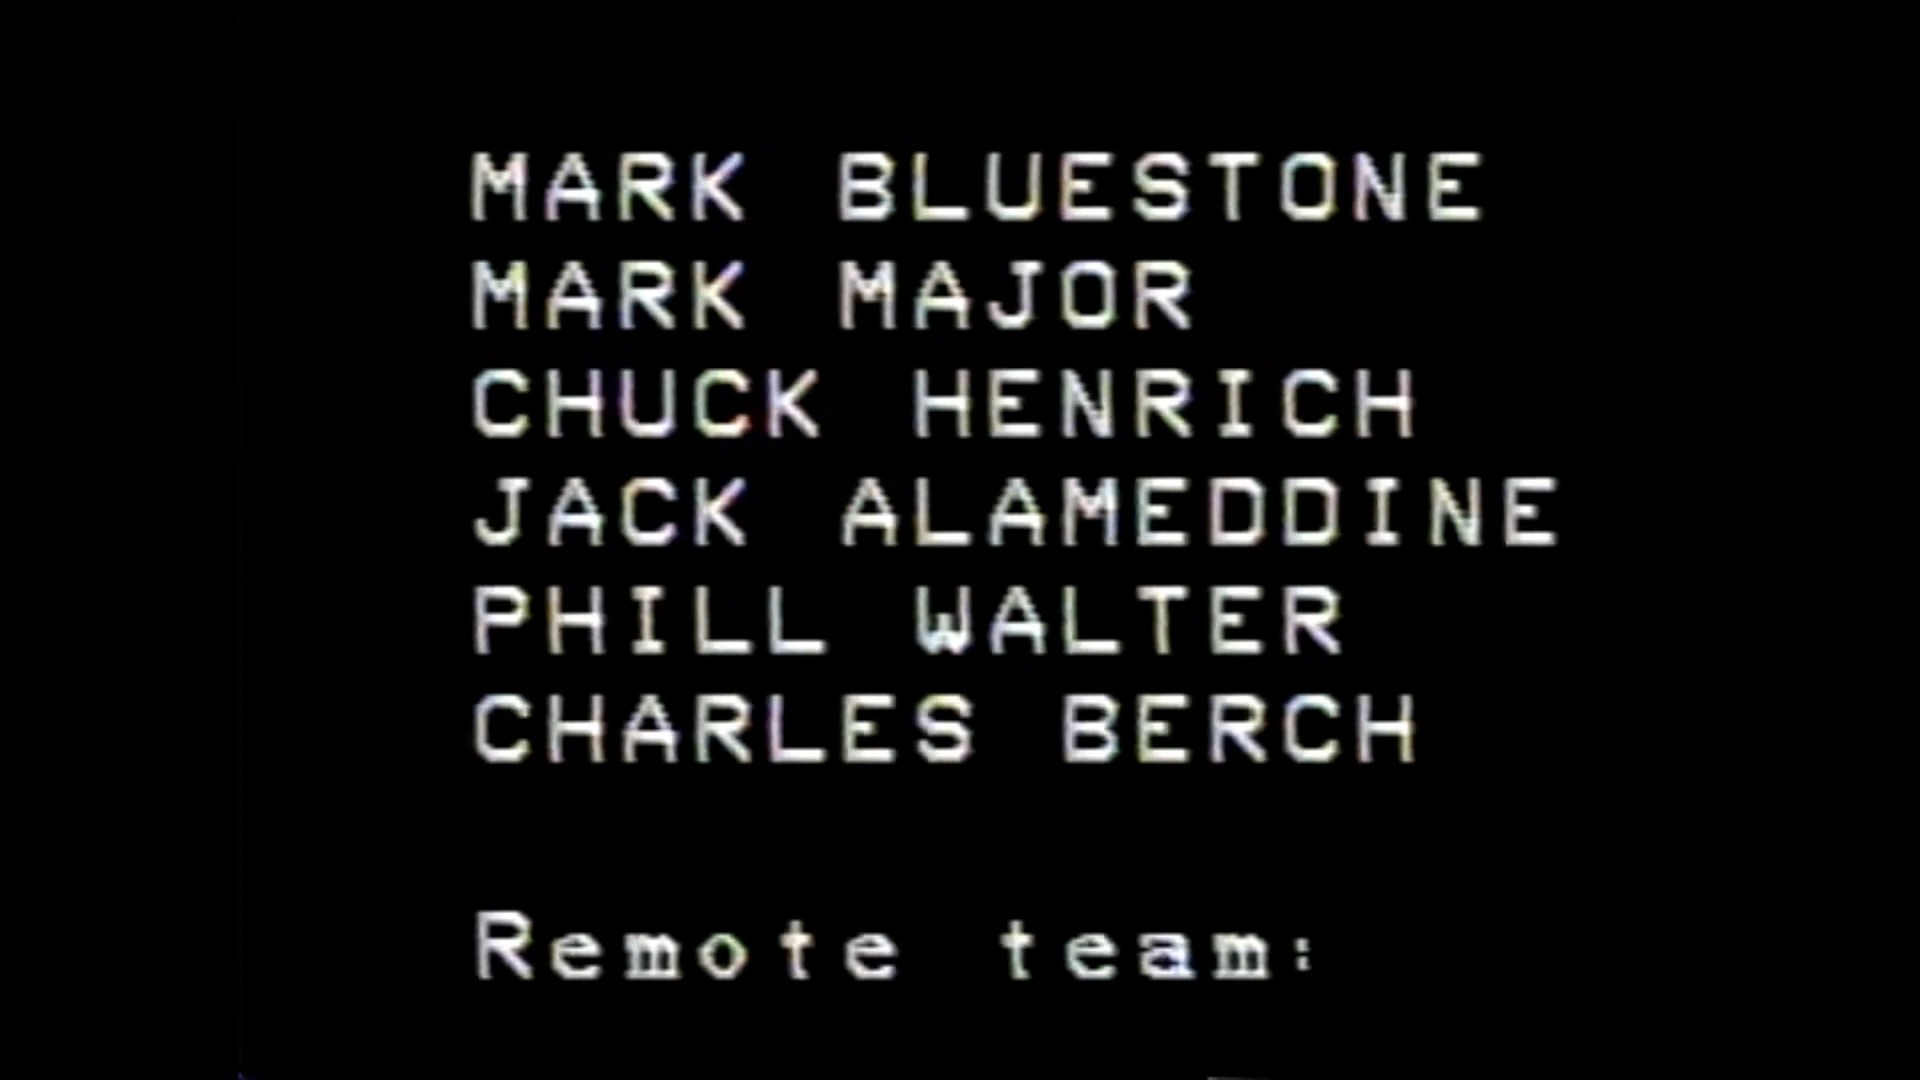 MARK BLUESTONE
MARK MAJOR
CHUCK HENRICH
JACK ALAMEDDINE
PHILL WALTER
CHARLES BERCH
Remote team: